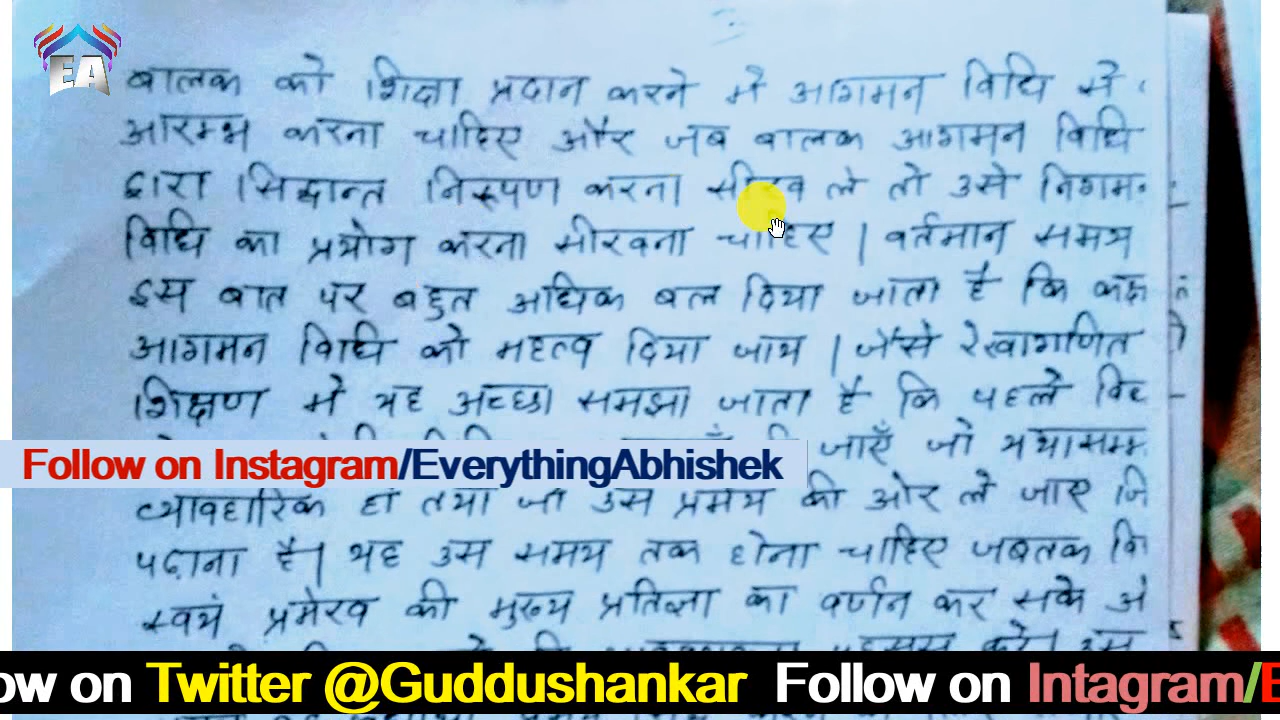 EA
बालक को शिक्षा प्रदान करने में आगमन विधि से
आरम्भ करना चाहिए और जब बालक आगमन विधि
द्वारा सिद्धान्त निरूपण करना सीख ले तो उसे निगमन
विधि का प्रयोग करना सीखना चाहिए। वर्तमान समय
इस बात पर बहुत अधिक बल दिया जाता है कि
आगमन विधि को महत्व दिया जाय। जैसे रेखागणित
शिक्षण में यह अच्छा समझा जाता है कि पहले
जाएँ जो
Follow on Instagram/EverythingAbhishek
व्यावहारिक हों तथा जो उस प्रमेय की ओर ले जाए
पढ़ाना है। यह उस समय तक होना चाहिए जबतक
स्वयं प्रमेरव की मुख्य प्रतिज्ञा का वर्णन कर सके
ow on Twitter @Guddushankar Follow on Intagram/E